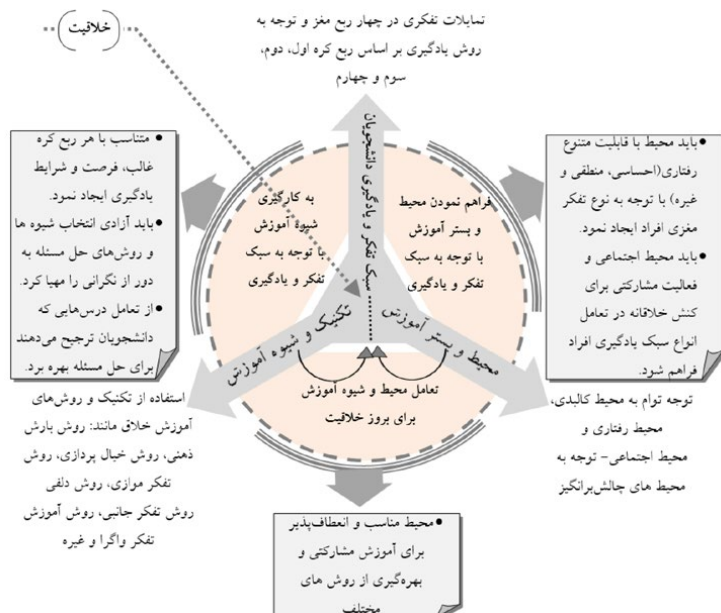 خلاقیت
تمایلات تفکری در چهار ربع مغز و توجه به
روش یادگیری بر اساس ربع کره اول، دوم،
سوم و چهارم
• باید محیط با قابلیت متنوع
رفتاری(احساسی، منطقی و
غیره) با توجه به نوع تفکر
مغزی افراد ایجاد نمود.
• باید محیط اجتماعی و
فعالیت مشارکتی برای
کنش خلاقانه در تعامل
انواع سبک یادگیری افراد
فراهم شود.
توجه توام به محیط کالبدی،
محیط رفتاری و
محیط اجتماعی- توجه به
محیط های چالش‌برانگیز
سبک تفکر و یادگیری دانشجویان
فراهم نمودن محیط
و بستر آموزش
با توجه به سبک
تفکر و یادگیری
به کارگیری
شیوه آموزش
با توجه به سبک
تفکر و یادگیری
محیط و بستر آموزش
تکنیک و شیوه آموزش
تعامل محیط و شیوه آموزش
برای بروز خلاقیت
• متناسب با هر ربع کره
غالب، فرصت و شرایط
یادگیری ایجاد نمود.
• باید آزادی انتخاب شیوه ها
و روش‌های حل مسئله به
دور از نگرانی را مهیا کرد.
• از تعامل درس‌هایی که
دانشجویان ترجیح می‌دهند
برای حل مسئله بهره برد.
استفاده از تکنیک و روش‌های
آموزش خلاق مانند: روش بارش
ذهنی، روش خیال پردازی، روش
تفکر موازی، روش دلفی
روش تفکر جانبی، روش آموزش
تفکر واگرا و غیره
• محیط مناسب و انعطاف‌پذیر
برای آموزش مشارکتی و
بهره‌گیری از روش های
مختلف